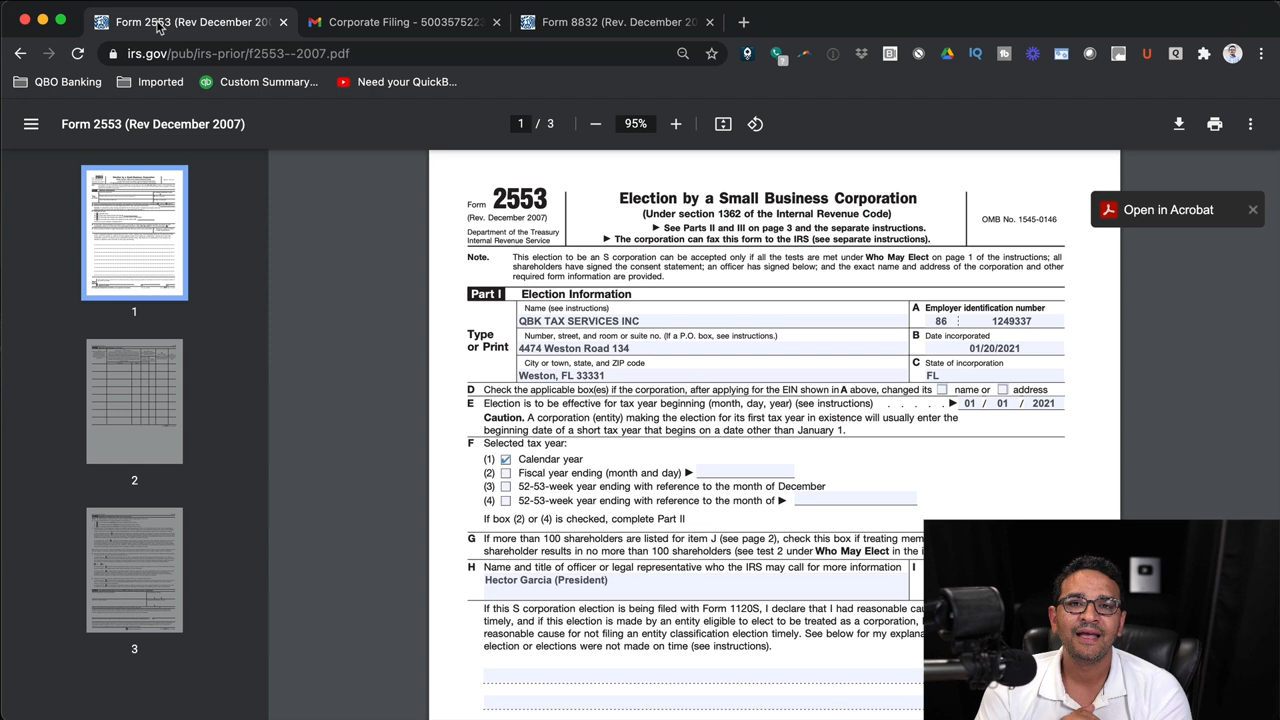 Form 2553 (Rev December 200
Corporate Filing - 5003575223
Form 8832 (Rev. December 20
irs.gov/pub/irs-prior/f2553--2007.pdf
QBO Banking
Imported
Custom Summary...
Need your QuickB...
Form 2553 (Rev December 2007)
1 / 3
95%
Open in Acrobat
1
2
3
Form 2553
(Rev. December 2007)
Department of the Treasury
Internal Revenue Service
Election by a Small Business Corporation
(Under section 1362 of the Internal Revenue Code)
► See Parts II and III on page 3 and the separate instructions.
► The corporation can fax this form to the IRS (see separate instructions).
OMB No. 1545-0146
Note. This election to be an S corporation can be accepted only if all the tests are met under Who May Elect on page 1 of the instructions; all
shareholders have signed the consent statement; an officer has signed below; and the exact name and address of the corporation and other
required form information are provided.
Part I Election Information
Type
or Print
Name (see instructions)
QBK TAX SERVICES INC
Number, street, and room or suite no. (If a P.O. box, see instructions.)
4474 Weston Road 134
City or town, state, and ZIP code
Weston, FL 33331
A Employer identification number
86 1249337
B Date incorporated
01/20/2021
C State of incorporation
FL
D Check the applicable box(es) if the corporation, after applying for the EIN shown in A above, changed its name or address
E Election is to be effective for tax year beginning (month, day, year) (see instructions) . . . . . . ► 01 / 01 / 2021
Caution. A corporation (entity) making the election for its first tax year in existence will usually enter the
beginning date of a short tax year that begins on a date other than January 1.
F Selected tax year:
(1) Calendar year
(2) Fiscal year ending (month and day) ►
(3) 52-53-week year ending with reference to the month of December
(4) 52-53-week year ending with reference to the month of ►
If box (2) or (4) is checked, complete Part II
G If more than 100 shareholders are listed for item J (see page 2), check this box if treating mem
shareholder results in no more than 100 shareholders (see test 2 under Who May Elect in the i
H Name and title of officer or legal representative who the IRS may call for more information
Hector Garcia (President)
I
If this S corporation election is being filed with Form 1120S, I declare that I had reasonable cau
timely, and if this election is made by an entity eligible to elect to be treated as a corporation, I
reasonable cause for not filing an entity classification election timely. See below for my expla
election or elections were not made on time (see instructions).